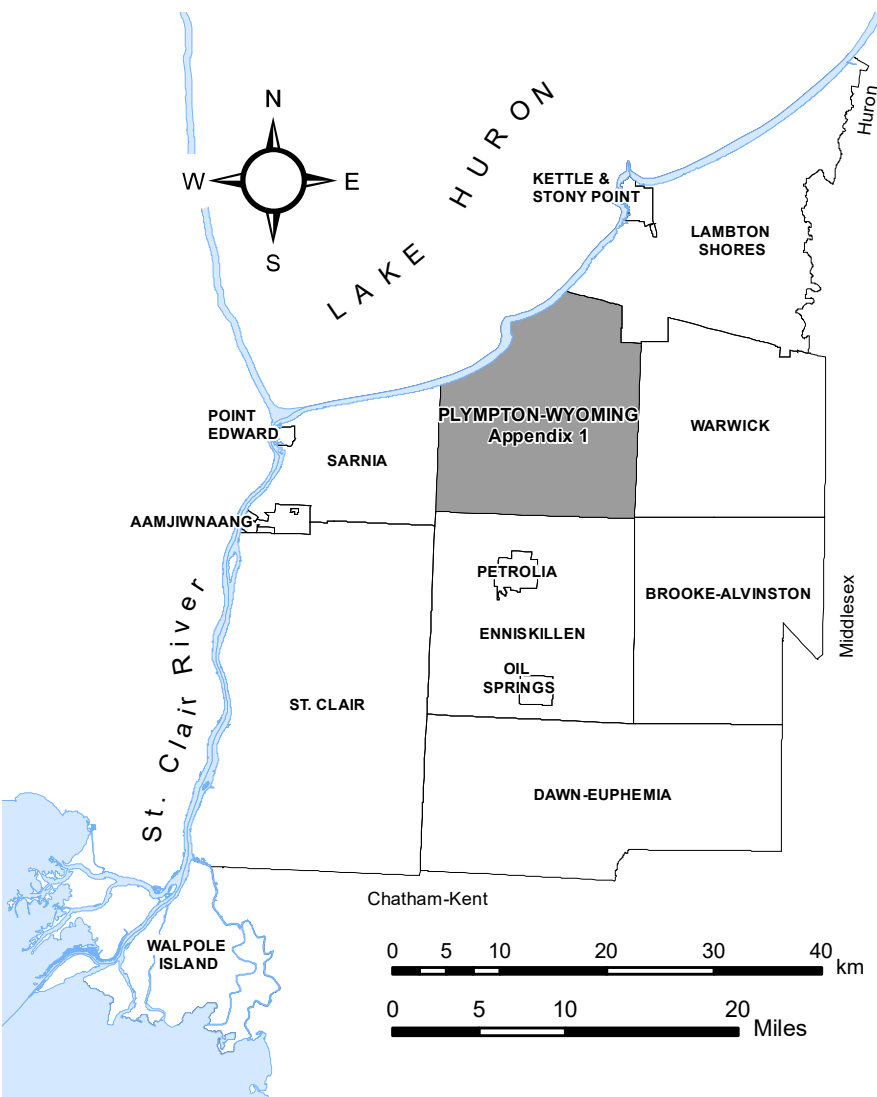 N
W
E
S
LAKE HURON
Huron
KETTLE &
STONY POINT
LAMBTON
SHORES
POINT
EDWARD
PLYMPTON-WYOMING
Appendix 1
WARWICK
SARNIA
AAMJIWNAANG
PETROLIA
BROOKE-ALVINSTON
Middlesex
ENNISKILLEN
OIL
SPRINGS
ST. CLAIR
St. Clair River
DAWN-EUPHEMIA
Chatham-Kent
WALPOLE
ISLAND
0 5 10 20 30 40
km
0 5 10 20
Miles